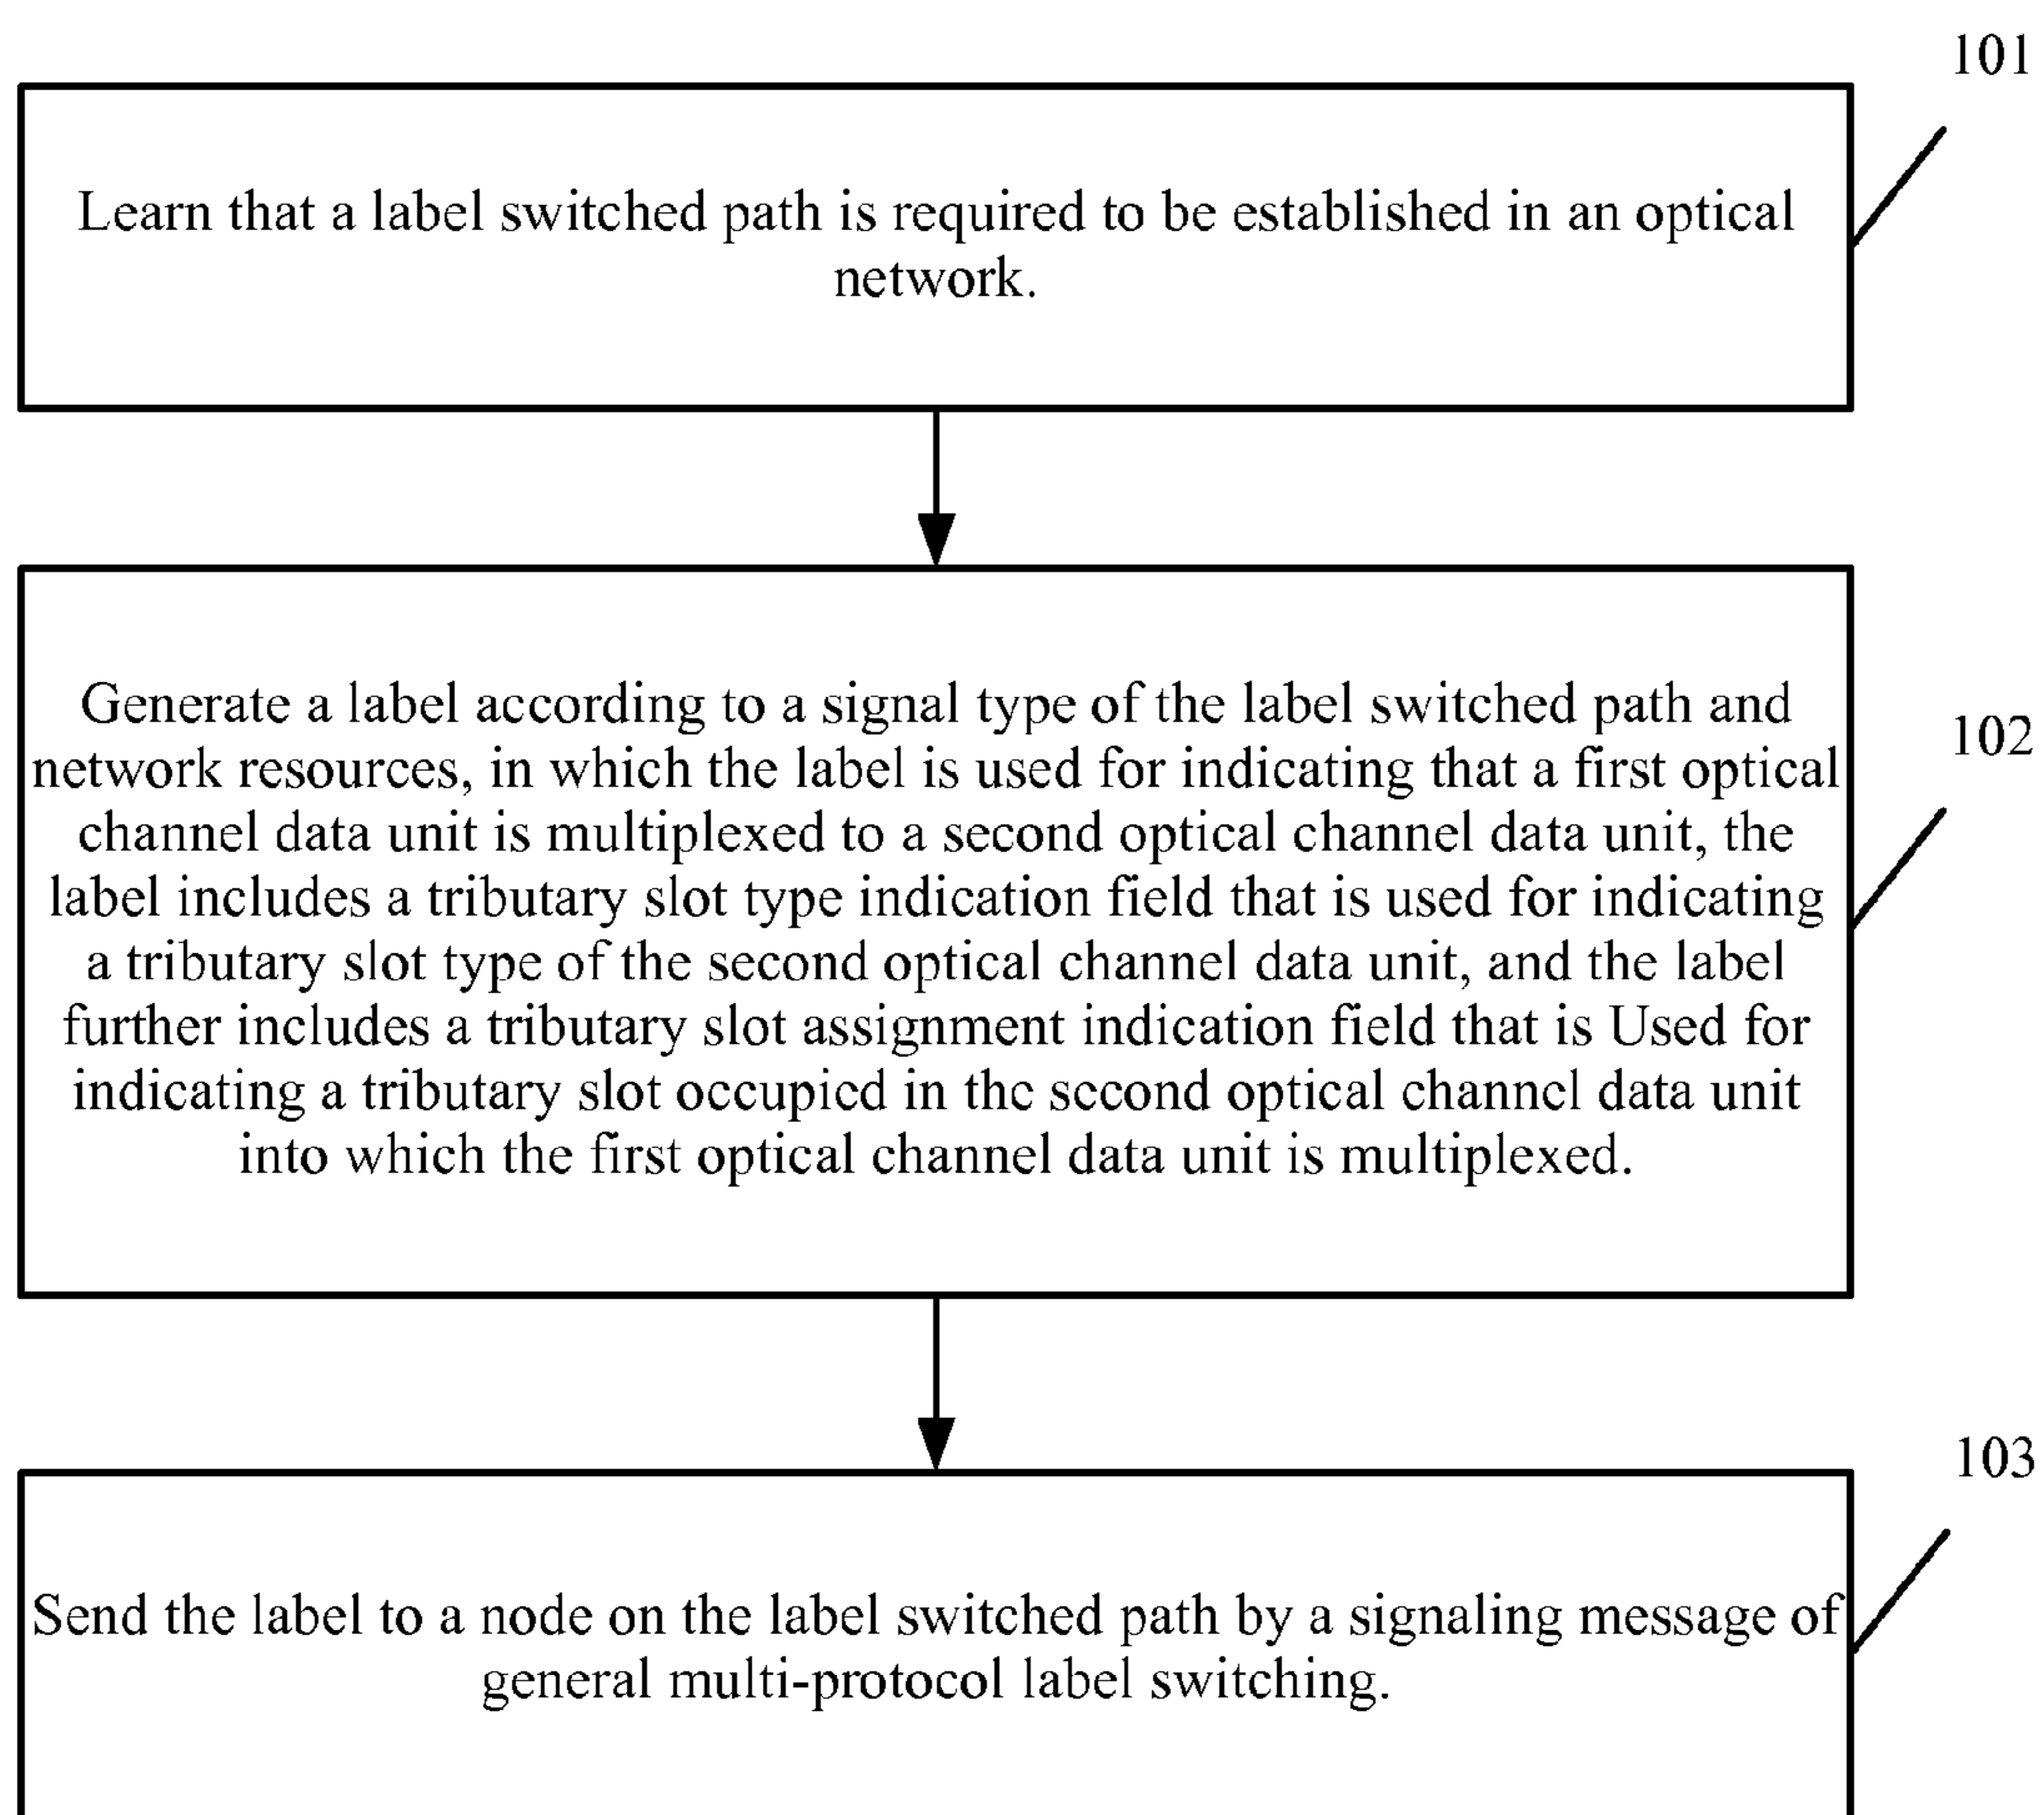 101
Learn that a label switched path is required to be established in an optical
network.
Generate a label according to a signal type of the label switched path and
102
network resources, in which the label is used for indicating that a first optical
channel data unit is multiplexed to a second optical channel data unit, the
label includes a tributary slot type indication field that is used for indicating
a tributary slot type of the second optical channel data unit, and the label
further includes a tributary slot assignment indication field that is Used for
indicating a tributary slot occupied in the second optical channel data unit
into which the first optical channel data unit is multiplexed.
103
Send the label to a node on the label switched path by a signaling message of
general multi-protocol label switching.